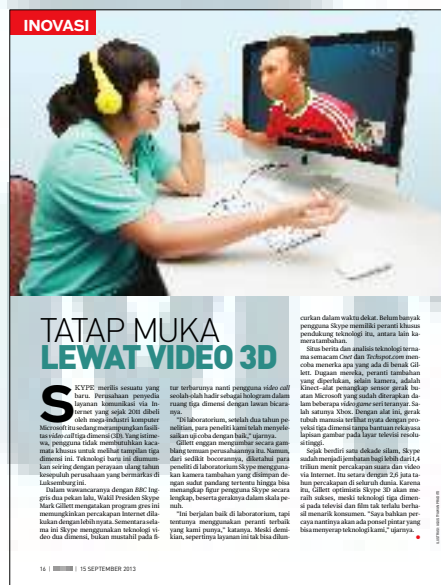 INOVASI
TATAP MUKA
LEWAT VIDEO 3D
SKYPE merilis sesuatu yang
baru. Perusahaan penyedia
layanan komunikasi via In-
ternet yang sejak 2011 dibeli
oleh mega-industri komputer
Microsoft itu sedang merampungkan fasili-
tas video call tiga dimensi (3D). Yang istime-
wa, pengguna tidak membutuhkan kaca-
mata khusus untuk melihat tampilan tiga
dimensi ini. Teknologi baru ini diumum-
kan seiring dengan perayaan ulang tahun
kesepuluh perusahaan yang bermarkas di
Luksemburg ini.
Dalam wawancaranya dengan BBC Ing-
gris dua pekan lalu, Wakil Presiden Skype
Mark Gillett mengatakan program gres ini
memungkinkan percakapan Internet dila-
kukan dengan lebih nyata. Sementara sela-
ma ini Skype menggunakan teknologi vi-
deo dua dimensi, bukan mustahil pada fi-
tur terbarunya nanti pengguna video call
seolah-olah hadir sebagai hologram dalam
ruang tiga dimensi dengan lawan bicara-
nya.
"Di laboratorium, setelah dua tahun pe-
nelitian, para peneliti kami telah menyele-
saikan uji coba dengan baik," ujarnya.
Gillett enggan mengumbar secara gam-
blang temuan perusahaannya itu. Namun,
dari sedikit bocorannya, diketahui para
peneliti di laboratorium Skype mengguna-
kan kamera tambahan yang disimpan de-
ngan sudut pandang tertentu hingga bisa
menangkap figur pengguna Skype secara
lengkap, beserta geraknya dalam skala pe-
nuh.
"Ini berjalan baik di laboratorium, tapi
tentunya menggunakan peranti terbaik
yang kami punya," katanya. Meski demi-
kian, sepertinya layanan ini tak bisa dilun-
curkan dalam waktu dekat. Belum banyak
pengguna Skype memiliki peranti khusus
pendukung teknologi itu, antara lain ka-
mera tambahan.
Situs berita dan analisis teknologi terna-
ma semacam Cnet dan Techspot.com men-
coba menerka apa yang ada di benak Gil-
lett. Dugaan mereka, peranti tambahan
yang diperlukan, selain kamera, adalah
Kinect–alat penangkap sensor gerak bu-
atan Microsoft yang sudah diterapkan da-
lam beberapa video game seri teranyar. Sa-
lah satunya Xbox. Dengan alat ini, gerak
tubuh manusia terlihat nyata dengan pro-
yeksi tiga dimensi tanpa bantuan rekayasa
lapisan gambar pada layar televisi resolu-
si tinggi.
Sejak berdiri satu dekade silam, Skype
sudah menjadi jembatan bagi lebih dari 1,4
triliun menit percakapan suara dan video
via Internet. Itu setara dengan 2,6 juta ta-
hun percakapan di seluruh dunia. Karena
itu, Gillett optimistis Skype 3D akan me-
raih sukses, meski teknologi tiga dimen-
si pada televisi dan film tak terlalu berha-
sil menarik konsumen. "Saya bahkan per-
caya nantinya akan ada ponsel pintar yang
bisa menyerap teknologi kami," ujarnya.
16 | | 15 SEPTEMBER 2013